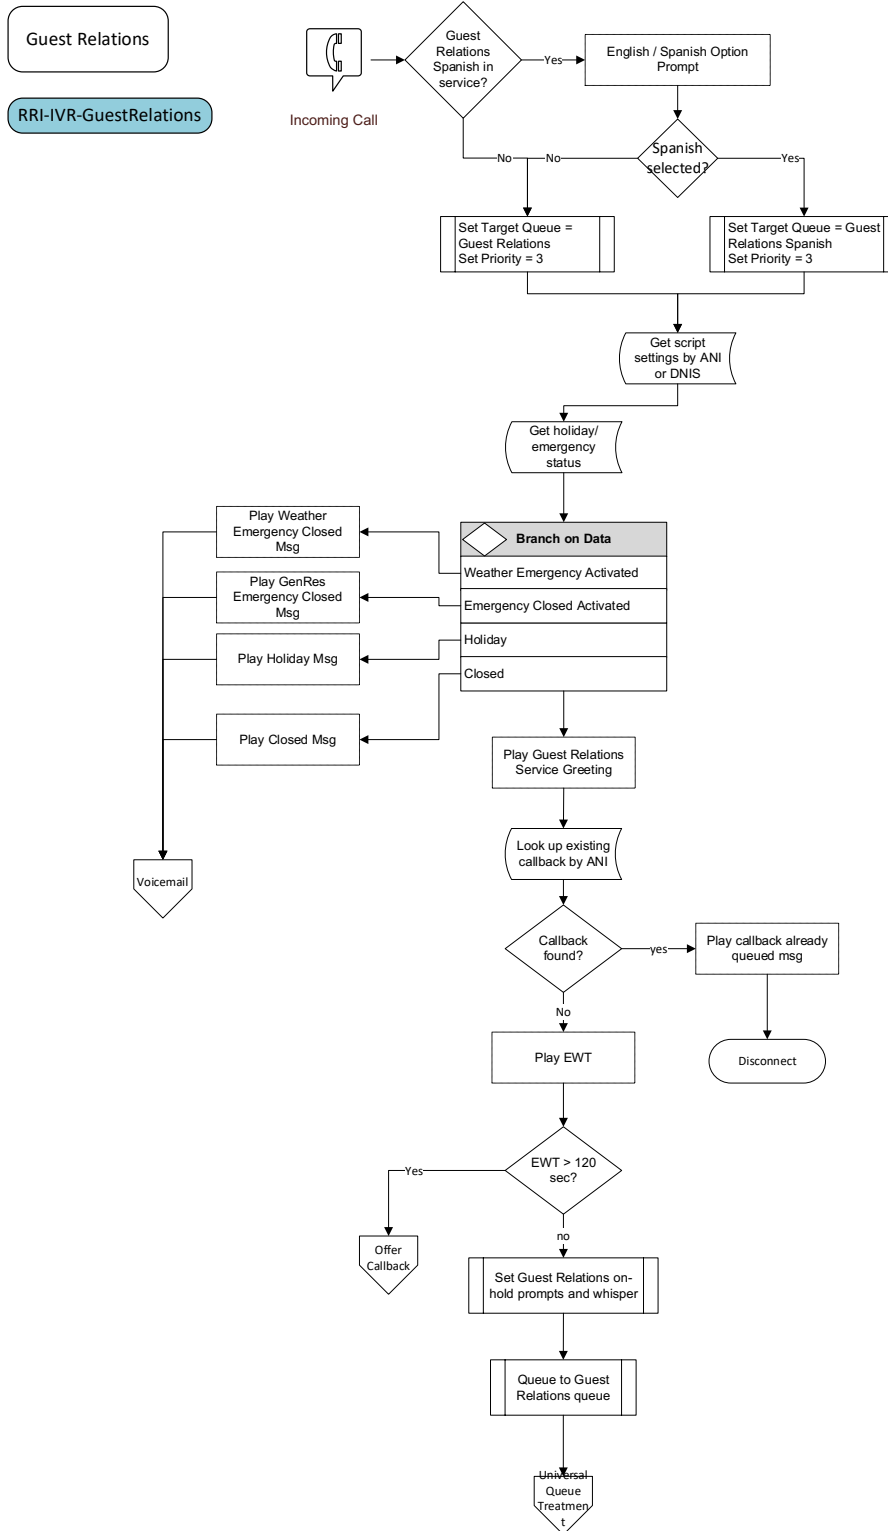 Guest Relations
RRI-IVR-GuestRelations
Incoming Call
Guest
Relations
Spanish in
service?
Yes
English / Spanish Option
Prompt
Spanish
selected?
No
No
Yes
Set Target Queue =
Guest Relations
Set Priority = 3
Set Target Queue = Guest
Relations Spanish
Set Priority = 3
Get script
settings by ANI
or DNIS
Get holiday/
emergency
status
Branch on Data
Weather Emergency Activated
Emergency Closed Activated
Holiday
Closed
Play Weather
Emergency Closed
Msg
Play GenRes
Emergency Closed
Msg
Play Holiday Msg
Play Closed Msg
Voicemail
Play Guest Relations
Service Greeting
Look up existing
callback by ANI
Callback
found?
yes
Play callback already
queued msg
Disconnect
No
Play EWT
EWT > 120
sec?
Yes
Offer
Callback
no
Set Guest Relations on-
hold prompts and whisper
Queue to Guest
Relations queue
Universal
Queue
Treatmen
t